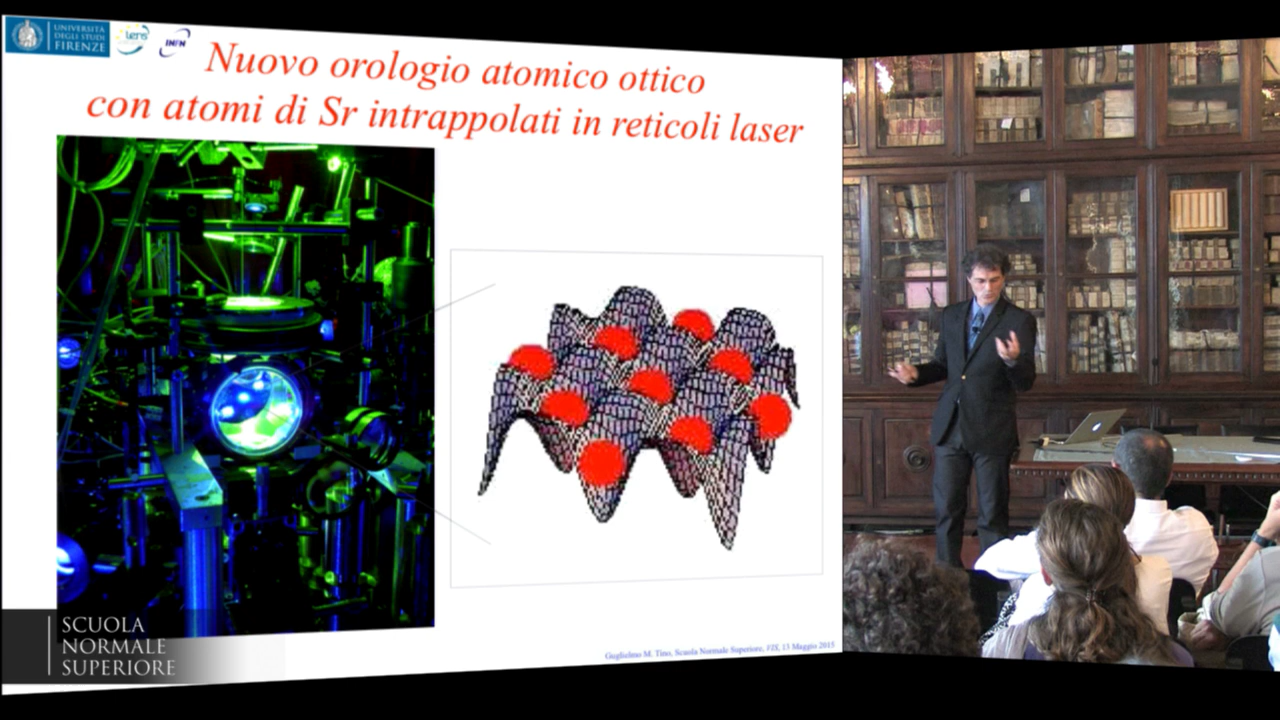 UNIVERSITÀ
DEGLI STUDI
FIRENZE
lens
INFN
Nuovo orologio atomico ottico
con atomi di Sr intrappolati in reticoli laser
SCUOLA
NORMALE
SUPERIORE
Guglielmo M. Tino, Scuola Normale Superiore, VIS, 13 Maggio 2015